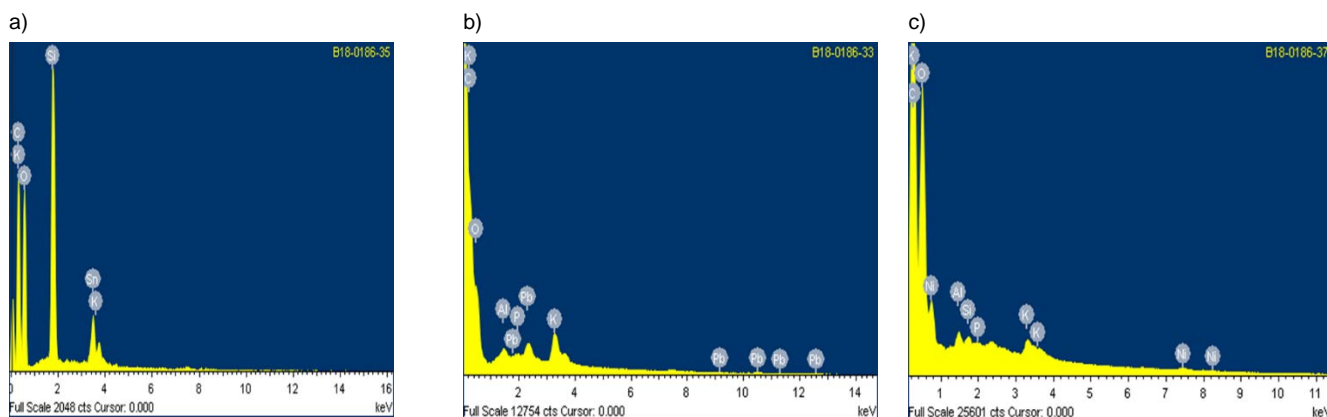 a)
b)
c)
B18-0186-35
Si
C
K
O
Sn
K
0 2 4 6 8 10 12 14 16
Full Scale 2048 cts Cursor: 0.000 keV
B18-0186-33
K
C
O
Al
Pb
P
Pb
K
Pb Pb Pb Pb
2 4 6 8 10 12 14
Full Scale 12754 cts Cursor: 0.000 keV
B18-0186-37
K
O
C
Ni
Al
Si
P
K
K
Ni Ni
1 2 3 4 5 6 7 8 9 10 11
Full Scale 25601 cts Cursor: 0.000 keV